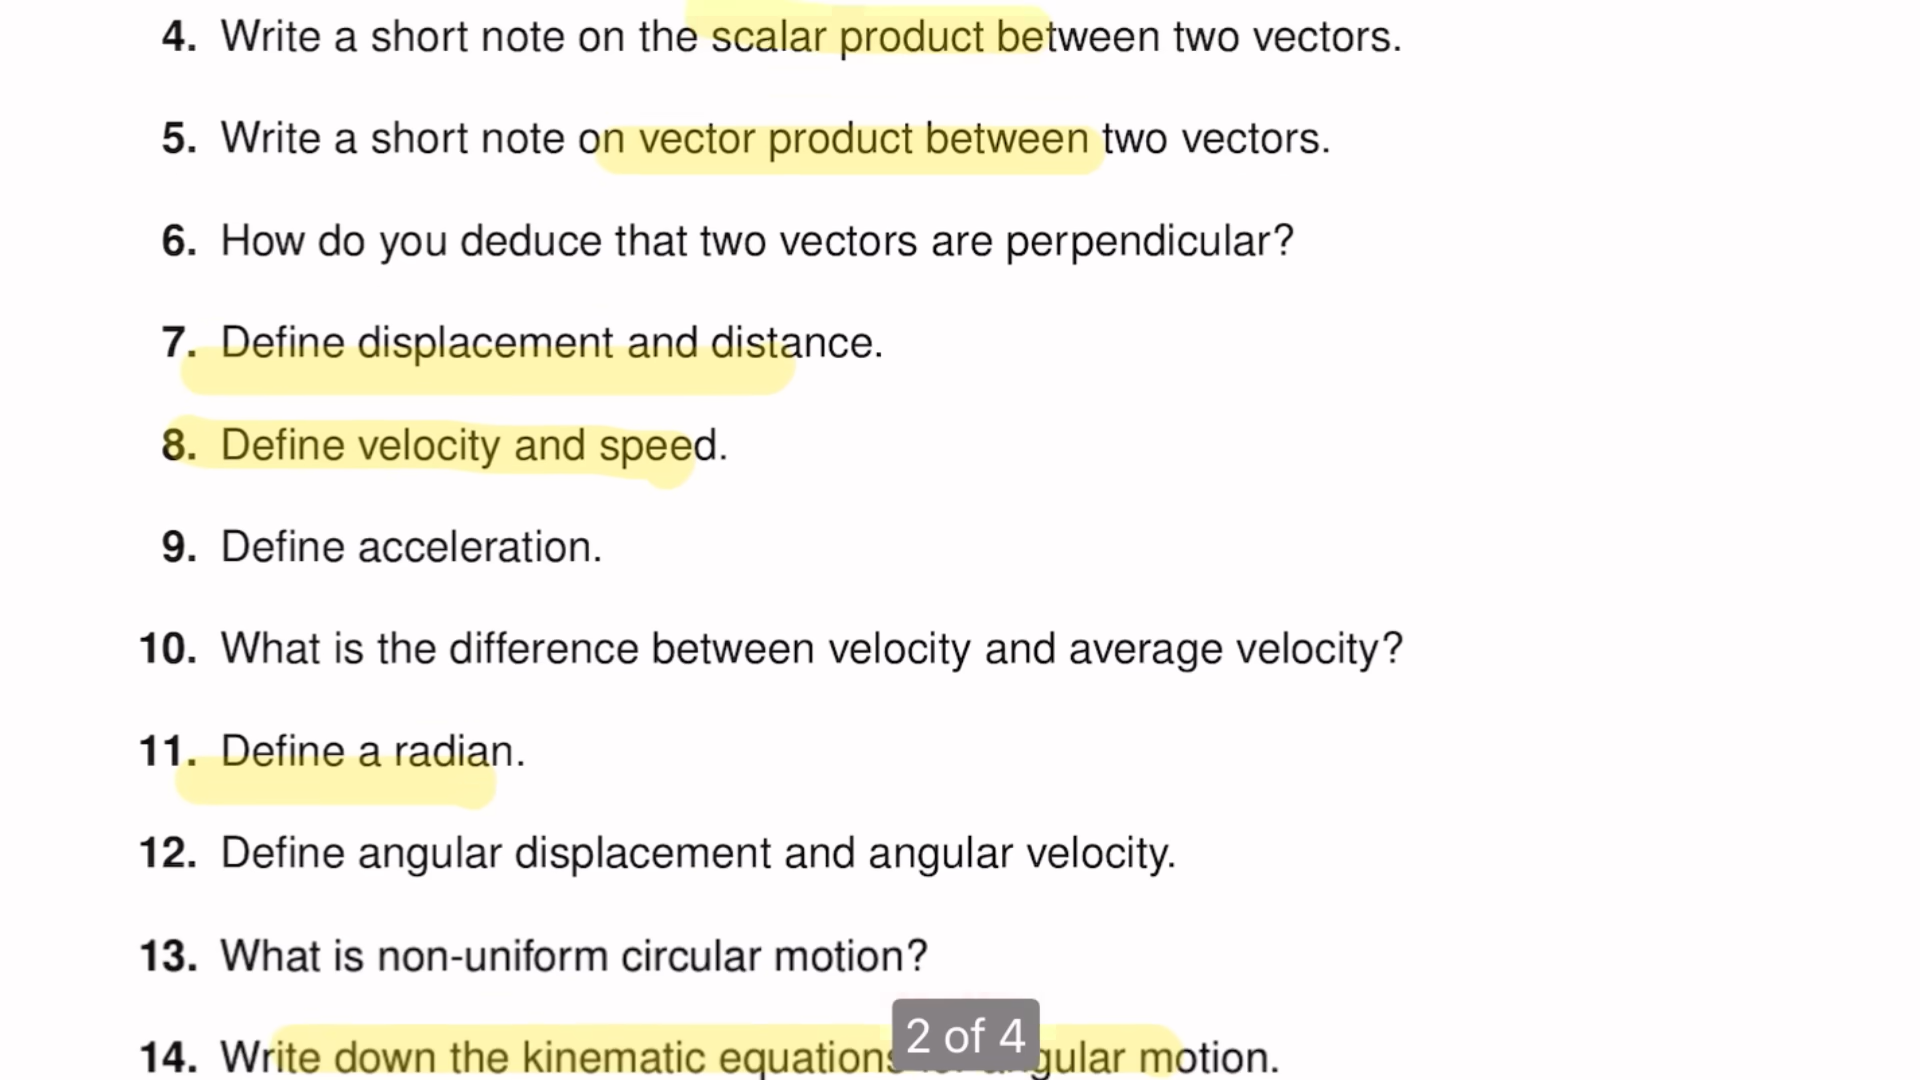 4. Write a short note on the scalar product between two vectors.
5. Write a short note on vector product between two vectors.
6. How do you deduce that two vectors are perpendicular?
7. Define displacement and distance.
8. Define velocity and speed.
9. Define acceleration.
10. What is the difference between velocity and average velocity?
11. Define a radian.
12. Define angular displacement and angular velocity.
13. What is non-uniform circular motion?
14. Write down the kinematic equations motion.
2 of 4